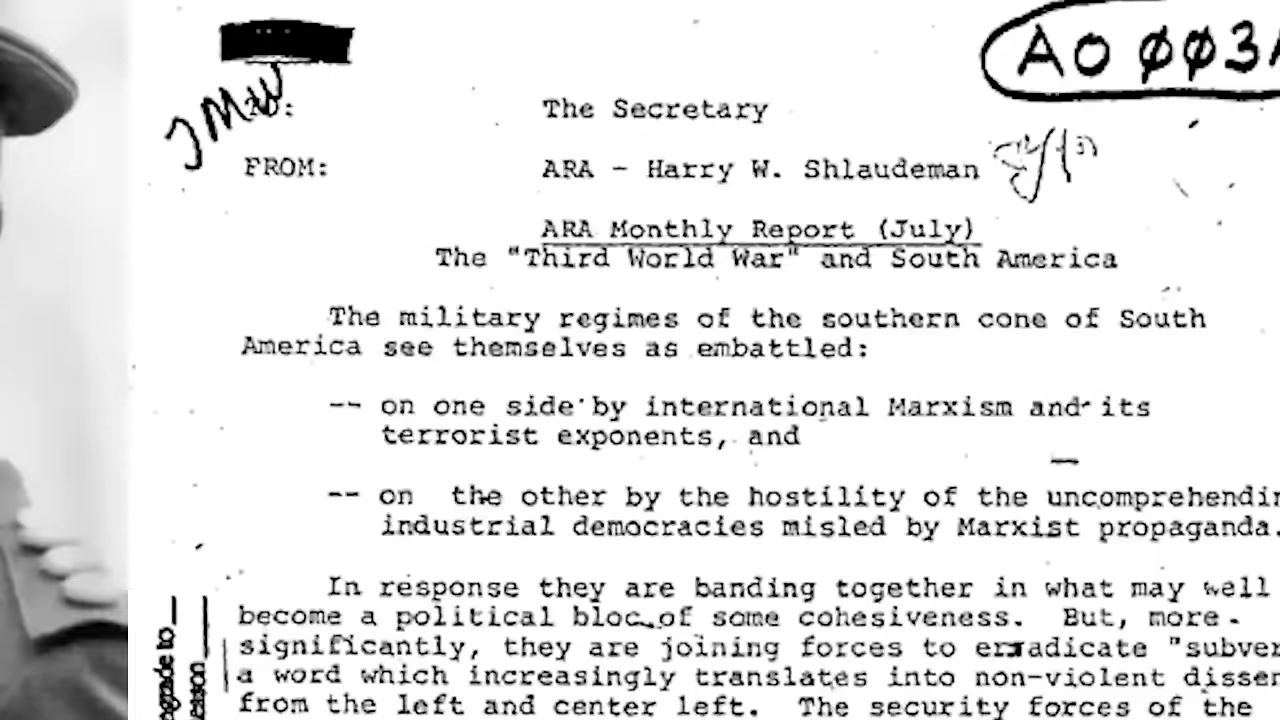 AO ØØ3A
JMW
TO: The Secretary
FROM: ARA - Harry W. Shlaudeman
ARA Monthly Report (July)
The "Third World War" and South America
The military regimes of the southern cone of South
America see themselves as embattled:
-- on one side by international Marxism and its
terrorist exponents, and
-- on the other by the hostility of the uncomprehendin
industrial democracies misled by Marxist propaganda.
In response they are banding together in what may well
become a political bloc of some cohesiveness. But, more
significantly, they are joining forces to erradicate "subver
a word which increasingly translates into non-violent dissen
from the left and center left. The security forces of the